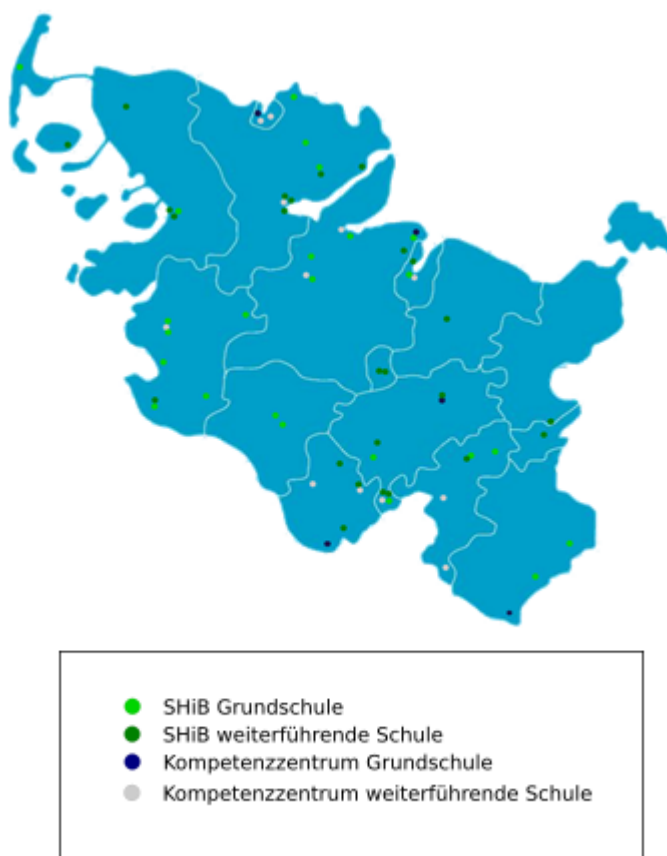 SHiB Grundschule
SHiB weiterführende Schule
Kompetenzzentrum Grundschule
Kompetenzzentrum weiterführende Schule